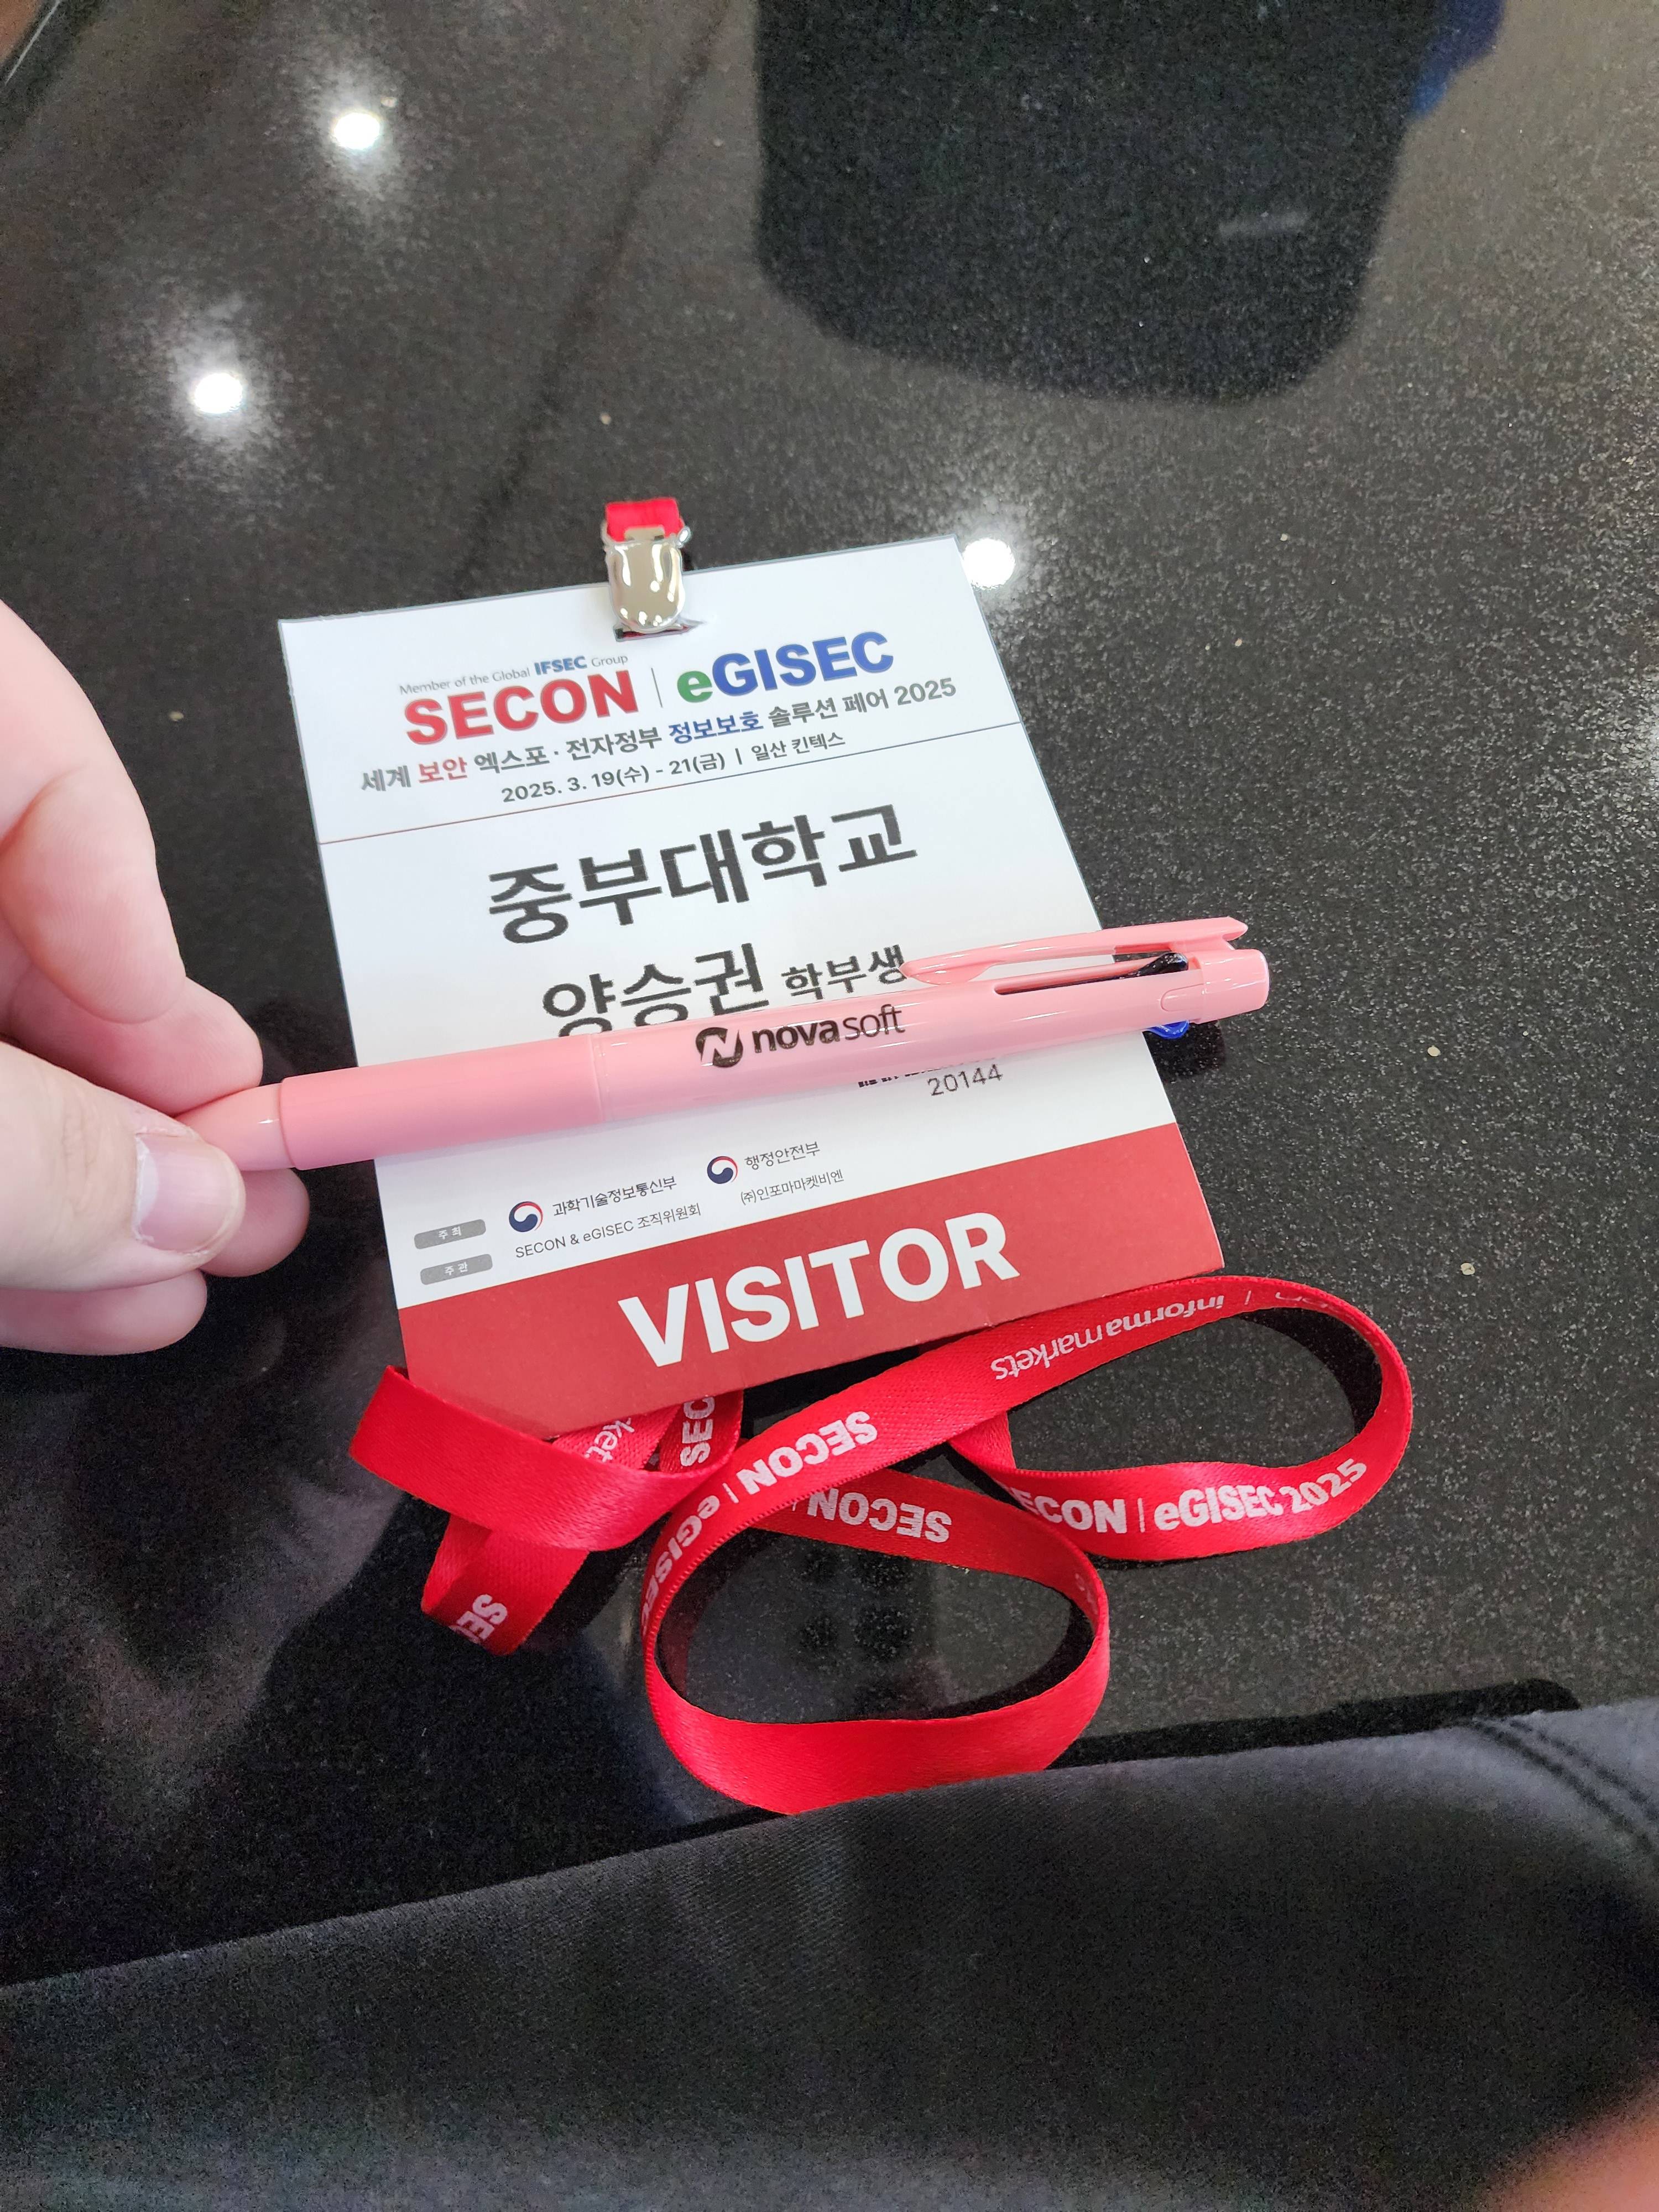 Member of the Global IFSEC Group
SECON | eGISEC
세계 보안 엑스포 · 전자정부 정보보호 솔루션 페어 2025
2025. 3. 19(수) - 21(금) | 일산 킨텍스
중부대학교
양승권 학부생
novasoft
20144
주최 과학기술정보통신부 행정안전부
주관 SECON & eGISEC 조직위원회 (주)인포마마켓비엔
VISITOR
informa markets
SECON | eGISEC
SECON
SECON | eGISEC 2025